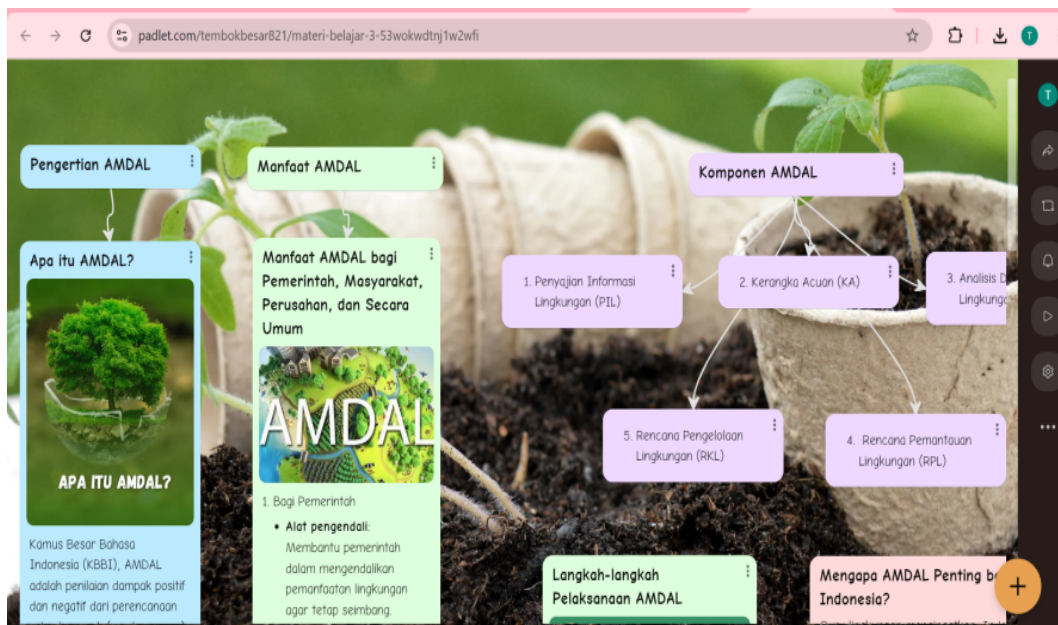 padlet.com/tembokbesar821/materi-belajar-3-53wokwdtnj1w2wfi
T
T
Pengertian AMDAL
Apa itu AMDAL?
APA ITU AMDAL?
Kamus Besar Bahasa
Indonesia (KBBI), AMDAL
adalah penilaian dampak positif
dan negatif dari perencanaan
Manfaat AMDAL
Manfaat AMDAL bagi
Pemerintah, Masyarakat,
Perusahan, dan Secara
Umum
AMDAL
1. Bagi Pemerintah
• Alat pengendali:
Membantu pemerintah
dalam mengendalikan
pemanfaatan lingkungan
agar tetap seimbang.
Komponen AMDAL
1. Penyajian Informasi
Lingkungan (PIL)
2. Kerangka Acuan (KA)
3. Analisis D
Lingkung
5. Rencana Pengelolaan
Lingkungan (RKL)
4. Rencana Pemantauan
Lingkungan (RPL)
Langkah-langkah
Pelaksanaan AMDAL
Mengapa AMDAL Penting b
Indonesia?